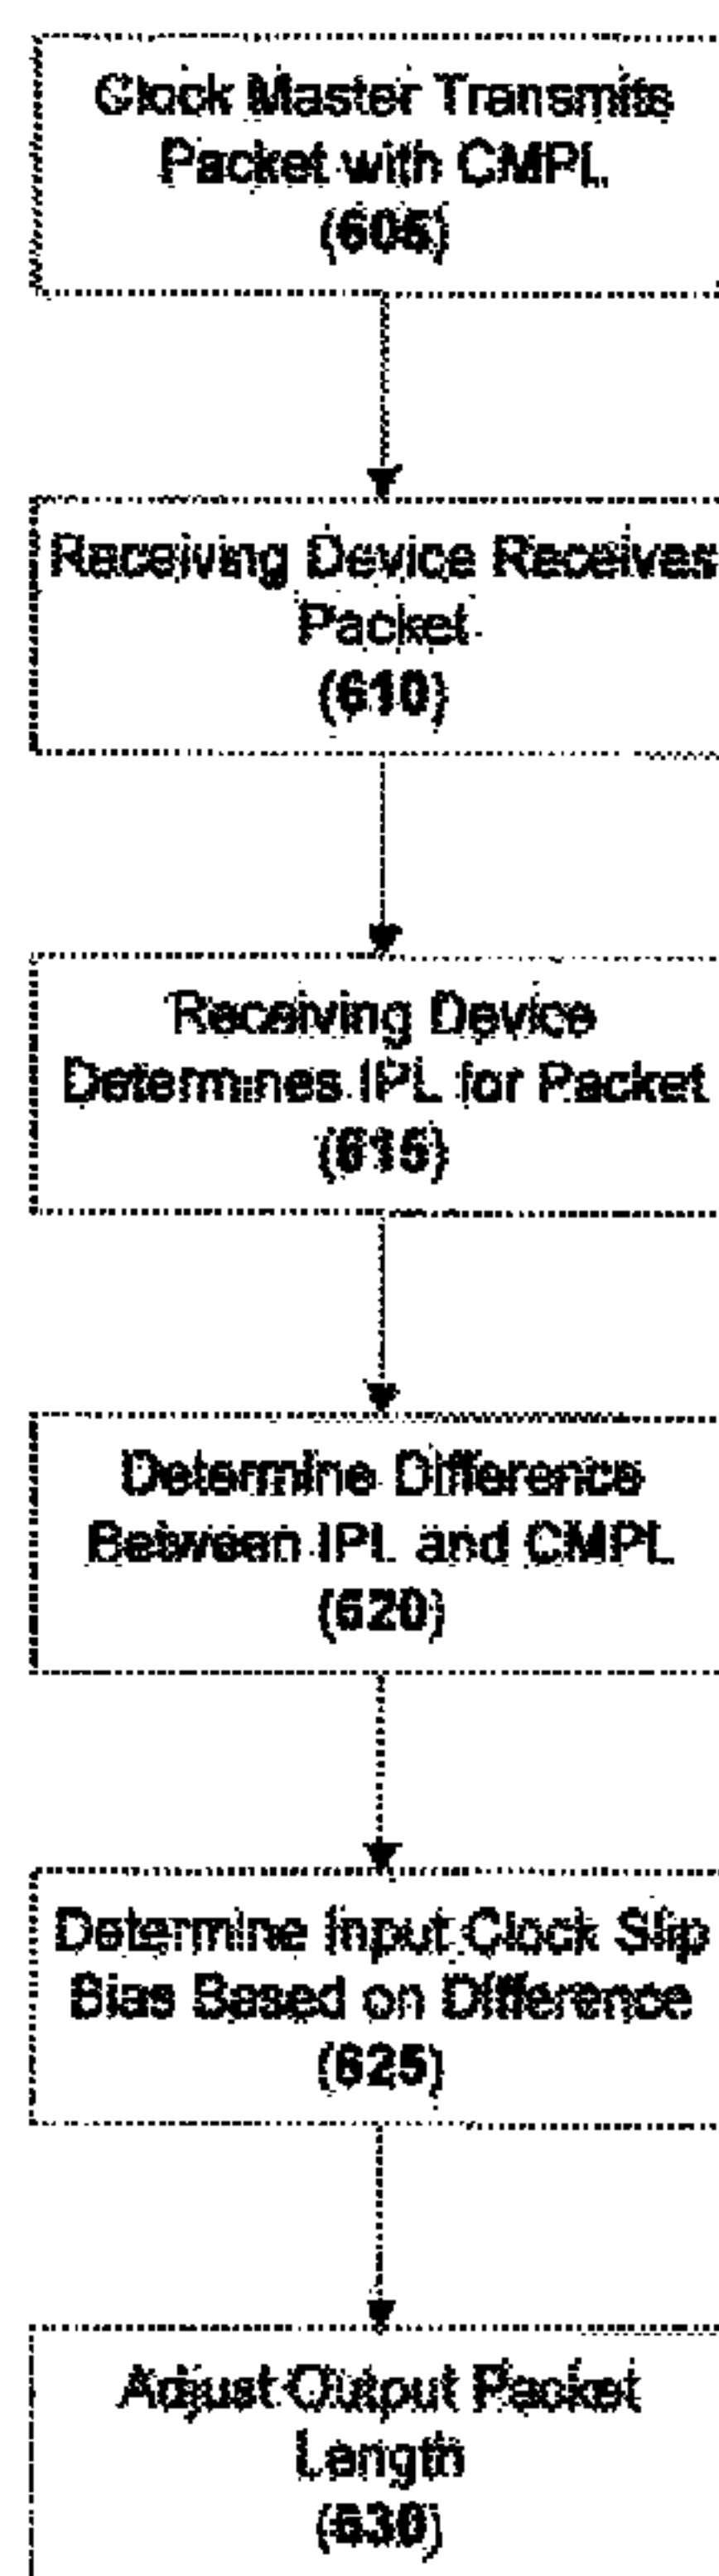 Clock Master Transmits
Packet with CMPL
(605)
Receiving Device Receives
Packet
(610)
Receiving Device
Determines IPL for Packet
(615)
Determine Difference
Between IPL and CMPL
(620)
Determine Input Clock Slip
Bias Based on Difference
(625)
Adjust Output Packet
Length
(630)